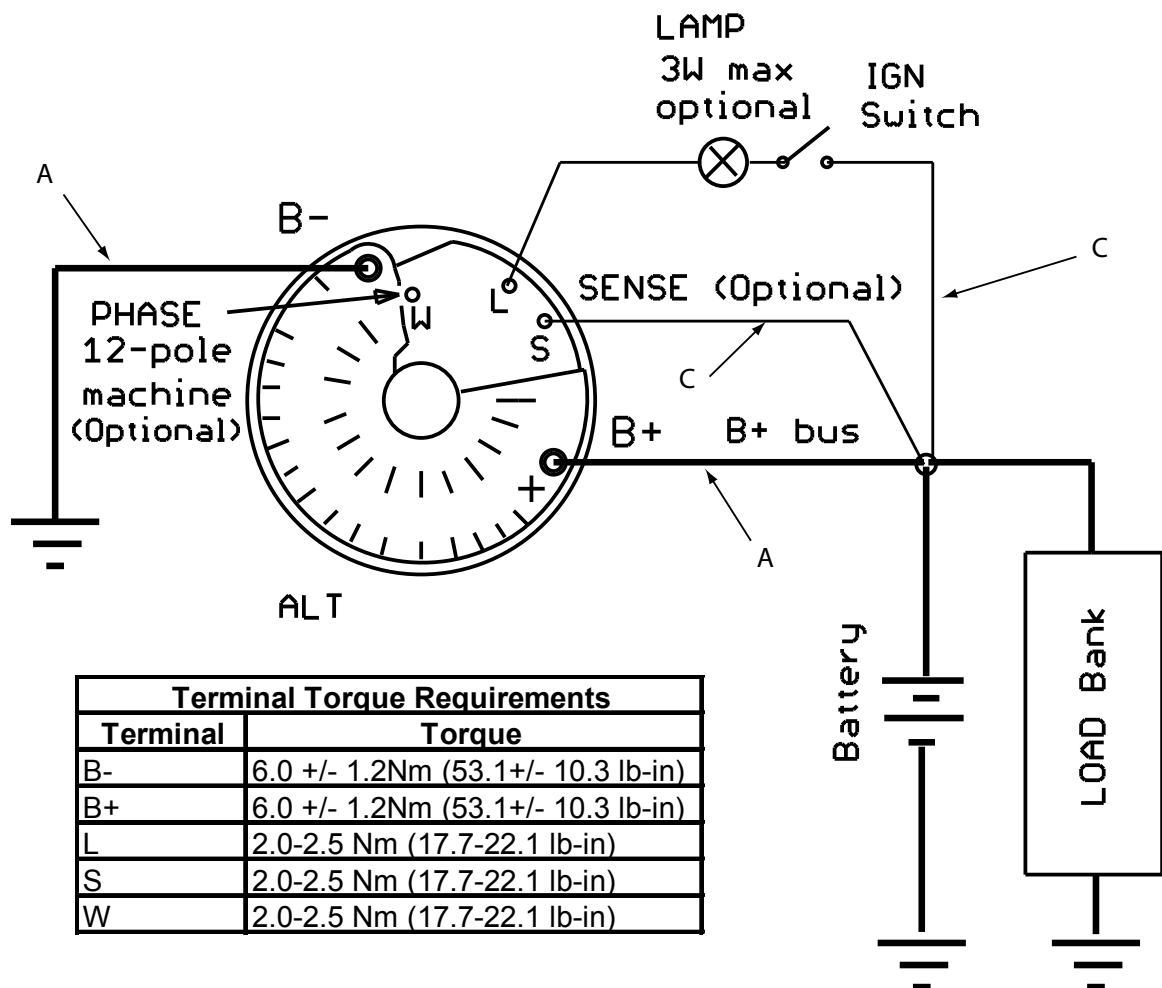 LAMP
3W max
optional
IGN
Switch
A
B-
C
L
SENSE (Optional)
PHASE
12-pole
machine
(Optional)
W
S
C
B+
B+ bus
+
A
ALT
Battery
LOAD Bank
Terminal Torque Requirements
Terminal Torque
B- 6.0 +/- 1.2Nm (53.1+/- 10.3 lb-in)
B+ 6.0 +/- 1.2Nm (53.1+/- 10.3 lb-in)
L 2.0-2.5 Nm (17.7-22.1 lb-in)
S 2.0-2.5 Nm (17.7-22.1 lb-in)
W 2.0-2.5 Nm (17.7-22.1 lb-in)